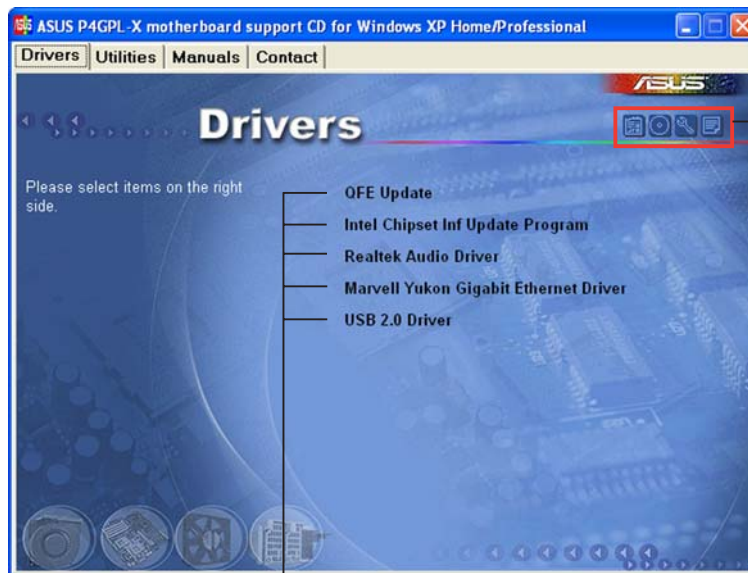 ASUS P4GPL-X motherboard support CD for Windows XP Home/Professional
Drivers Utilities Manuals Contact
ASUS
Drivers
Please select items on the right
side.
QFE Update
Intel Chipset Inf Update Program
Realtek Audio Driver
Marvell Yukon Gigabit Ethernet Driver
USB 2.0 Driver